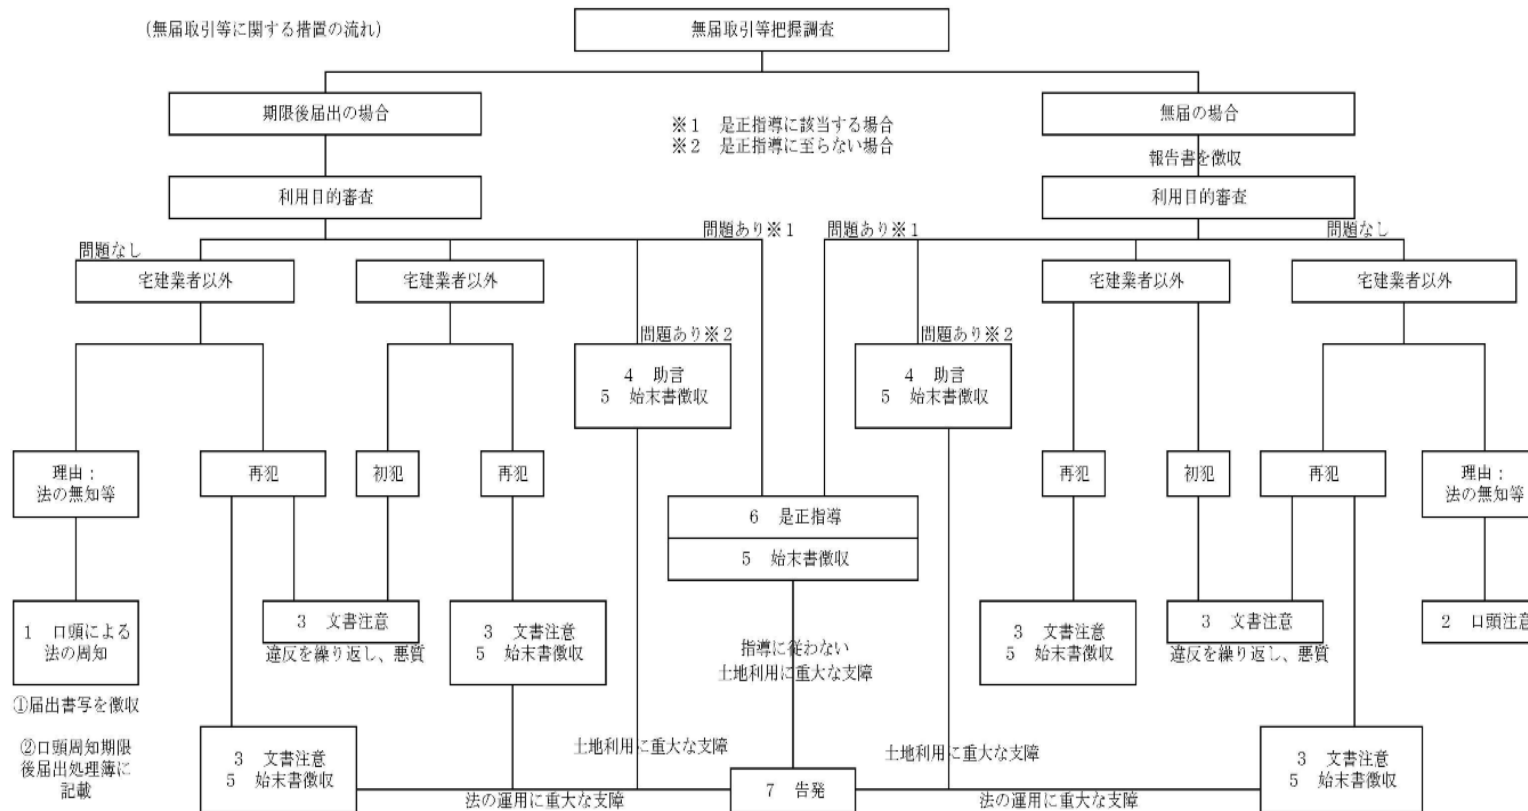 (無届取引等に関する措置の流れ)
無届取引等把握調査
期限後届出の場合
無届の場合
※1 是正指導に該当する場合
※2 是正指導に至らない場合
報告書を徴収
利用目的審査
利用目的審査
問題なし
問題あり※1
問題あり※1
問題なし
宅建業者以外
宅建業者以外
宅建業者以外
宅建業者以外
問題あり※2
問題あり※2
4 助言
5 始末書徴収
4 助言
5 始末書徴収
理由:
法の無知等
再犯
初犯
再犯
再犯
初犯
再犯
理由:
法の無知等
6 是正指導
5 始末書徴収
1 口頭による
法の周知
3 文書注意
違反を繰り返し、悪質
3 文書注意
5 始末書徴収
指導に従わない
土地利用に重大な支障
3 文書注意
5 始末書徴収
3 文書注意
違反を繰り返し、悪質
2 口頭注意
①届出書写を徴収
②口頭周知期限
後届出処理簿に
記載
3 文書注意
5 始末書徴収
土地利用に重大な支障
土地利用に重大な支障
3 文書注意
5 始末書徴収
法の運用に重大な支障
7 告発
法の運用に重大な支障